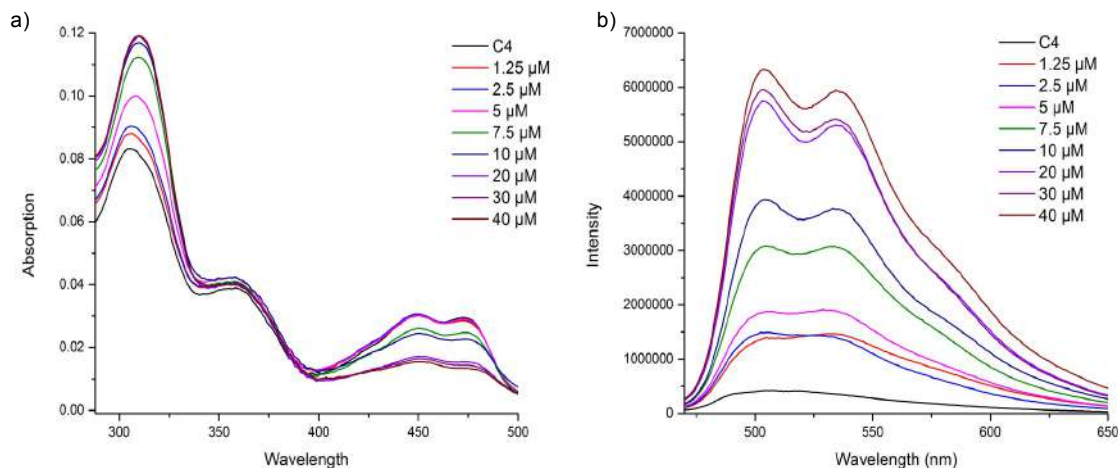 a)
0.12
0.10
0.08
0.06
0.04
0.02
0.00
Absorption
300
350
400
450
500
Wavelength
C4
1.25 µM
2.5 µM
5 µM
7.5 µM
10 µM
20 µM
30 µM
40 µM
b)
7000000
6000000
5000000
4000000
3000000
2000000
1000000
0
Intensity
500
550
600
650
Wavelength (nm)
C4
1.25 µM
2.5 µM
5 µM
7.5 µM
10 µM
20 µM
30 µM
40 µM